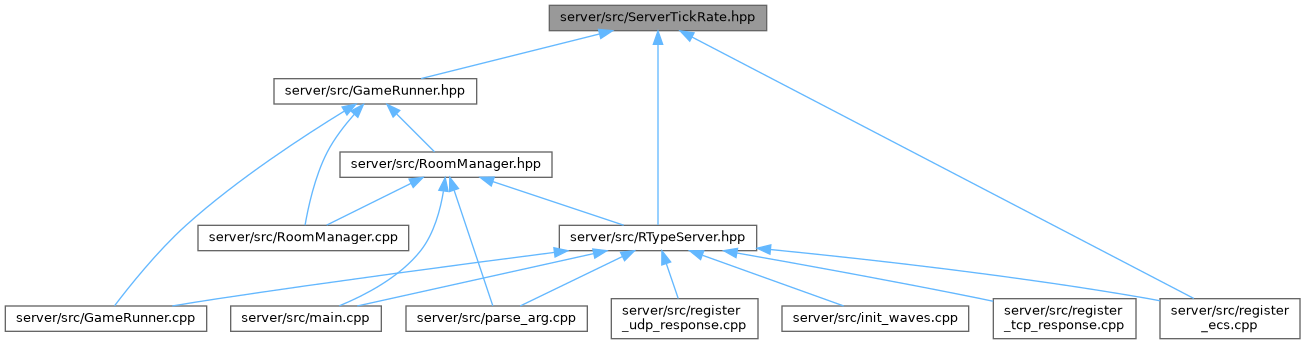 server/src/ServerTickRate.hpp
server/src/GameRunner.hpp
server/src/RoomManager.hpp
server/src/RoomManager.cpp
server/src/RTypeServer.hpp
server/src/GameRunner.cpp
server/src/main.cpp
server/src/parse_arg.cpp
server/src/register
_udp_response.cpp
server/src/init_waves.cpp
server/src/register
_tcp_response.cpp
server/src/register
_ecs.cpp